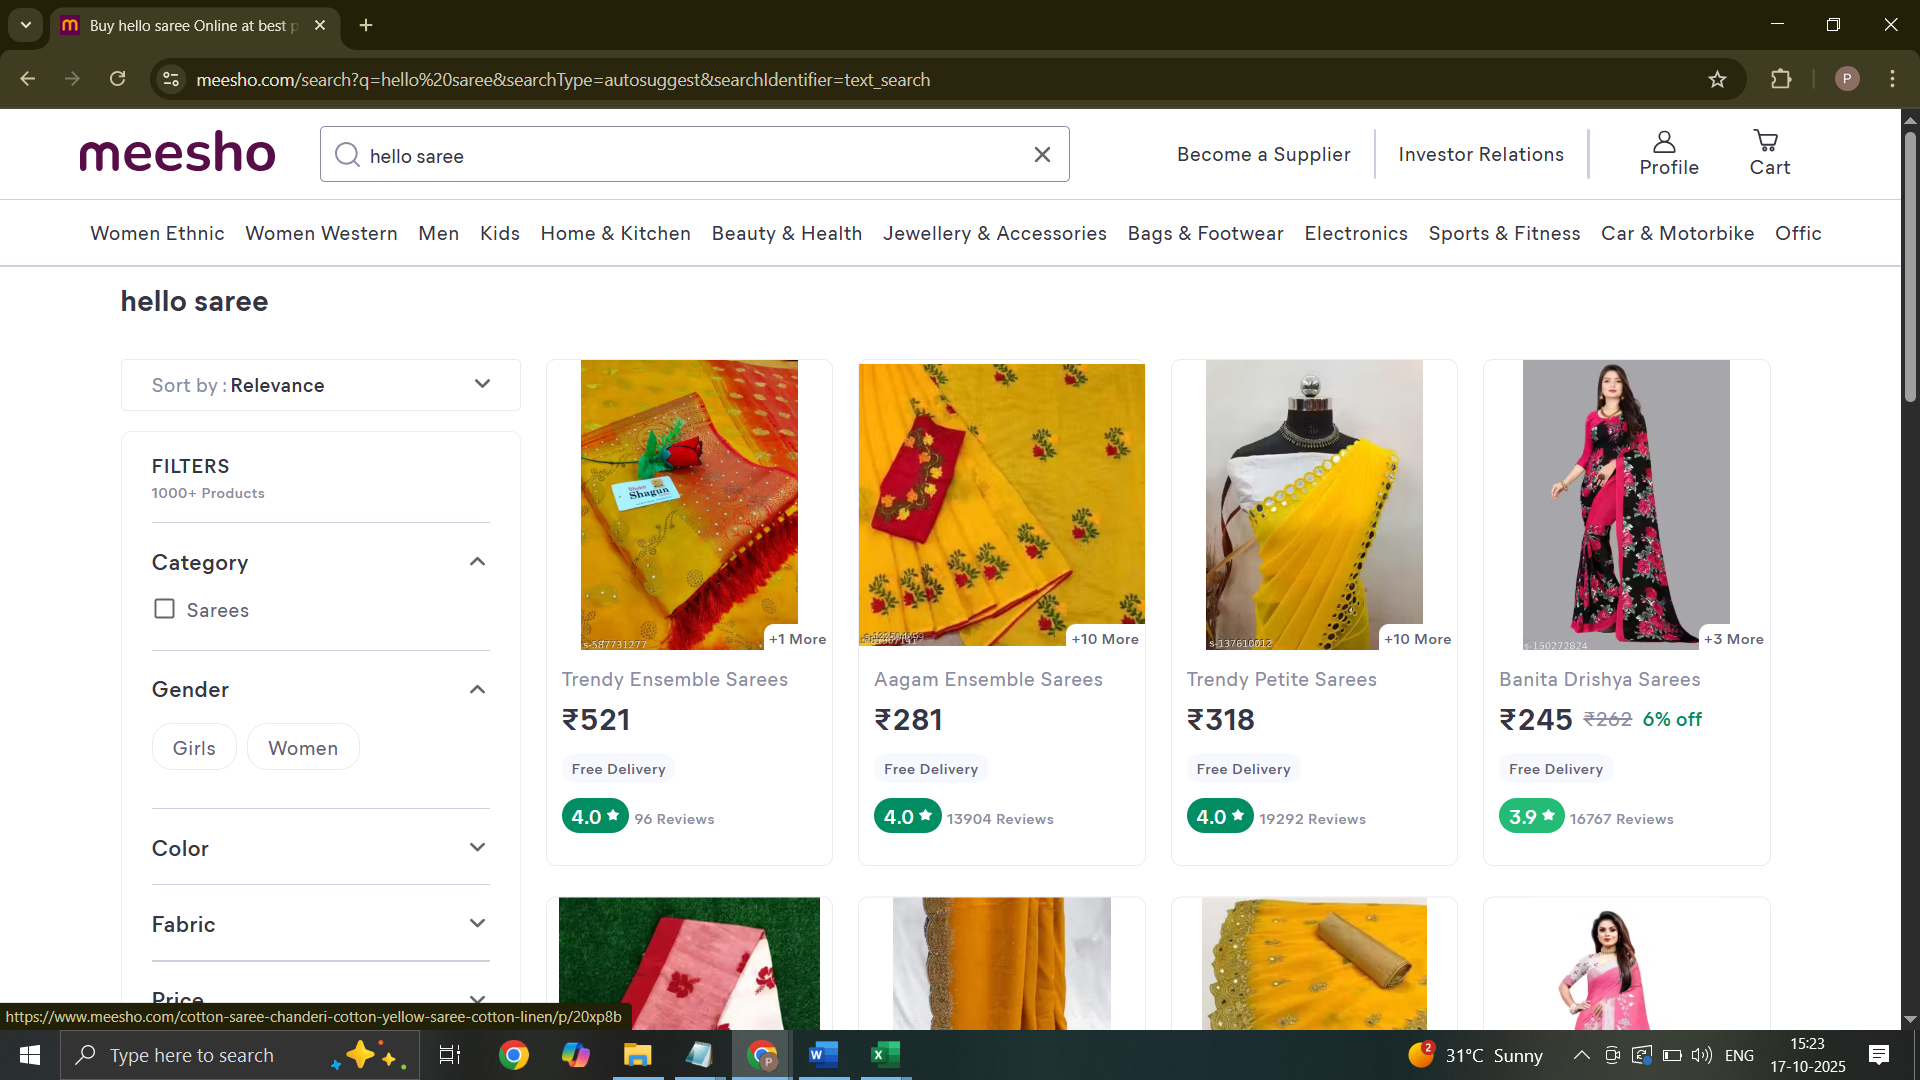 Buy hello saree Online at best p
meesho.com/search?q=hello%20saree&searchType=autosuggest&searchIdentifier=text_search
P
meesho
hello saree
Become a Supplier
Investor Relations
Profile
Cart
Women Ethnic Women Western Men Kids Home & Kitchen Beauty & Health Jewellery & Accessories Bags & Footwear Electronics Sports & Fitness Car & Motorbike Offic
hello saree
Sort by : Relevance
FILTERS
1000+ Products
Category
Sarees
Gender
Girls Women
Color
Fabric
Price
Shagun
s-587731277
+1 More
Trendy Ensemble Sarees
₹521
Free Delivery
4.0 96 Reviews
+10 More
Aagam Ensemble Sarees
₹281
Free Delivery
4.0 13904 Reviews
s-137610012
+10 More
Trendy Petite Sarees
₹318
Free Delivery
4.0 19292 Reviews
s-150272824
+3 More
Banita Drishya Sarees
₹245 ₹262 6% off
Free Delivery
3.9 16767 Reviews
https://www.meesho.com/cotton-saree-chanderi-cotton-yellow-saree-cotton-linen/p/20xp8b
Type here to search
2
31°C Sunny
ENG
15:23
17-10-2025